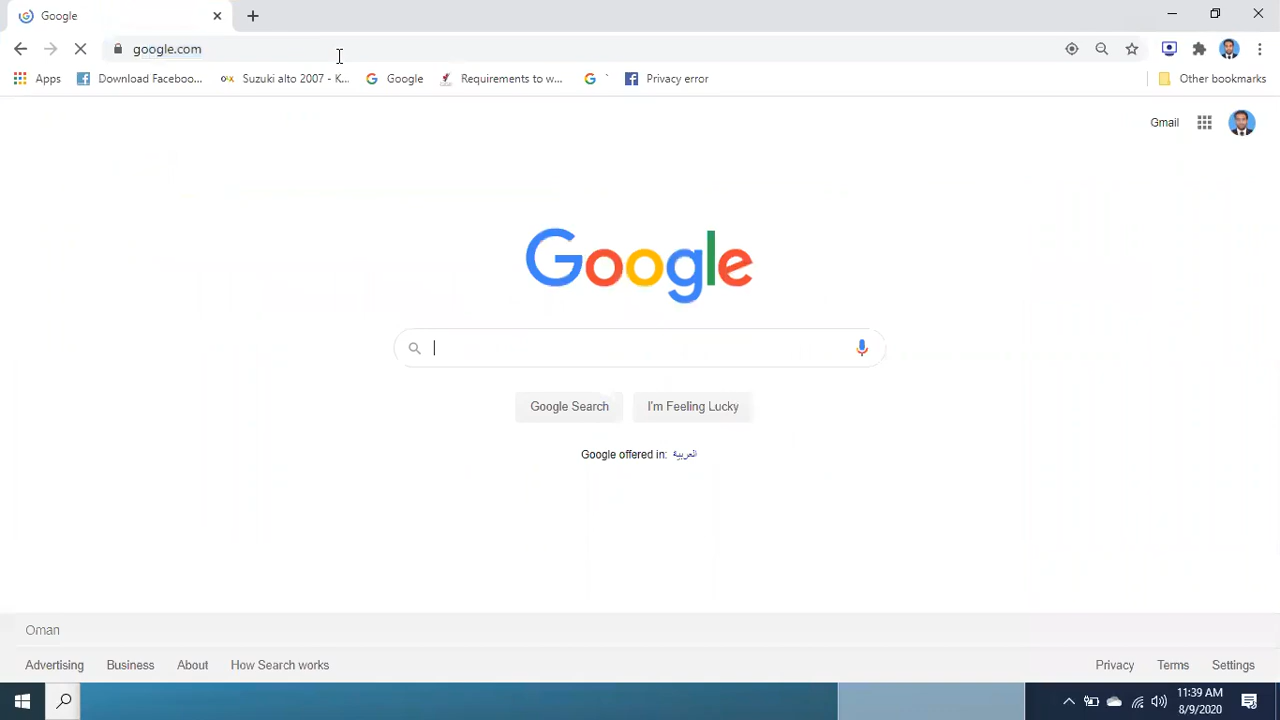 Google
google.com
Apps
Download Faceboo...
OLX
Suzuki alto 2007 - K...
Google
Requirements to w...
`
Privacy error
Other bookmarks
Gmail
Google
Google Search
I'm Feeling Lucky
Google offered in: العربية
Oman
Advertising
Business
About
How Search works
Privacy
Terms
Settings
11:39 AM
8/9/2020